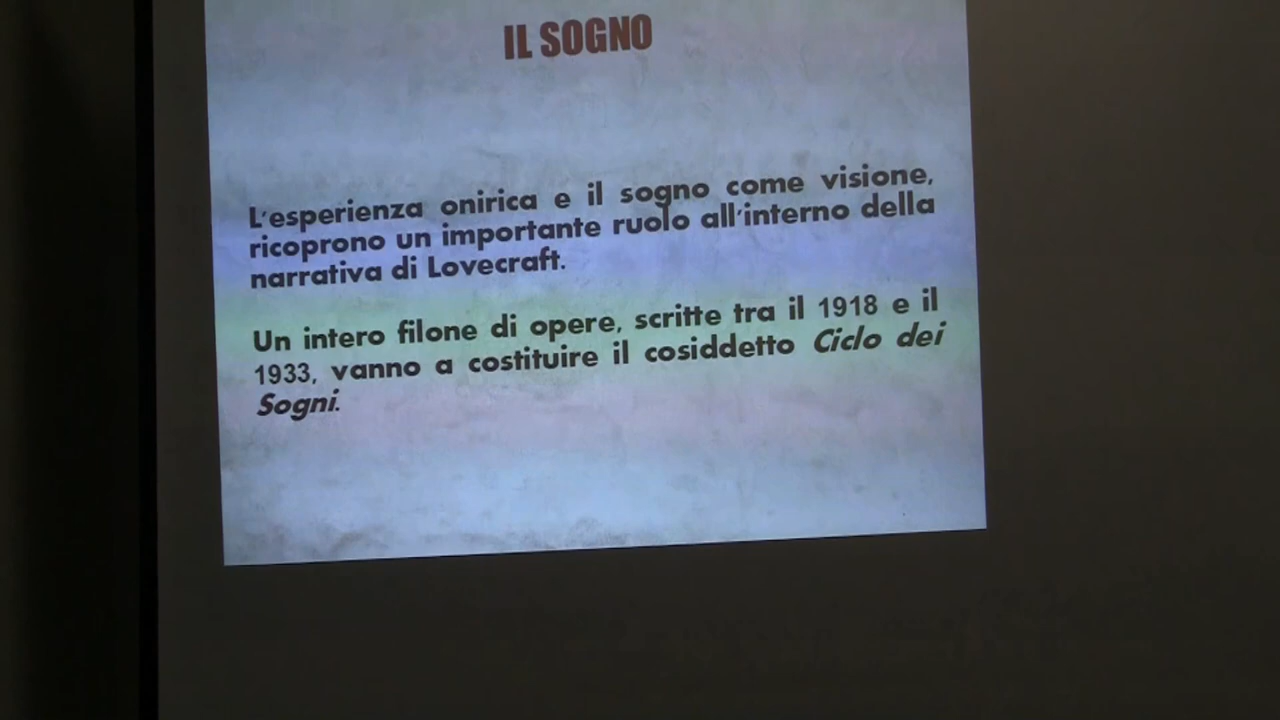 IL SOGNO
L'esperienza onirica e il sogno come visione,
ricoprono un importante ruolo all'interno della
narrativa di Lovecraft.
Un intero filone di opere, scritte tra il 1918 e il
1933, vanno a costituire il cosiddetto Ciclo dei
Sogni.